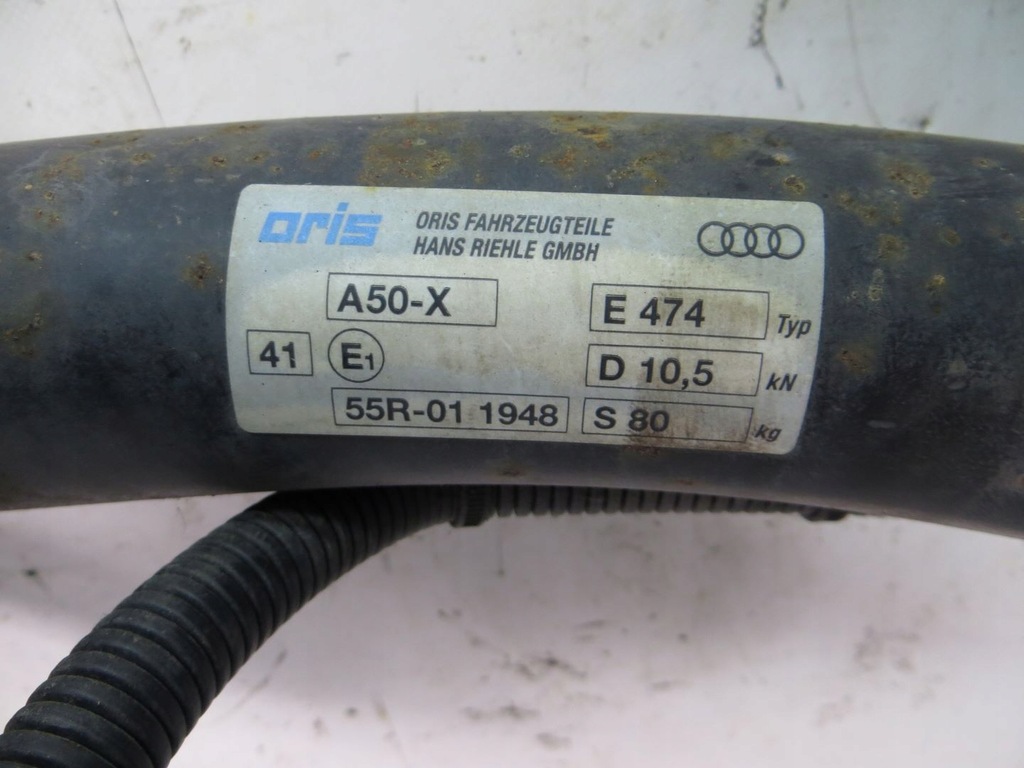 oris
ORIS FAHRZEUGTEILE
HANS RIEHLE GMBH
A50-X
E 474 Typ
41
E1
D 10,5 kN
55R-01 1948
S 80 kg